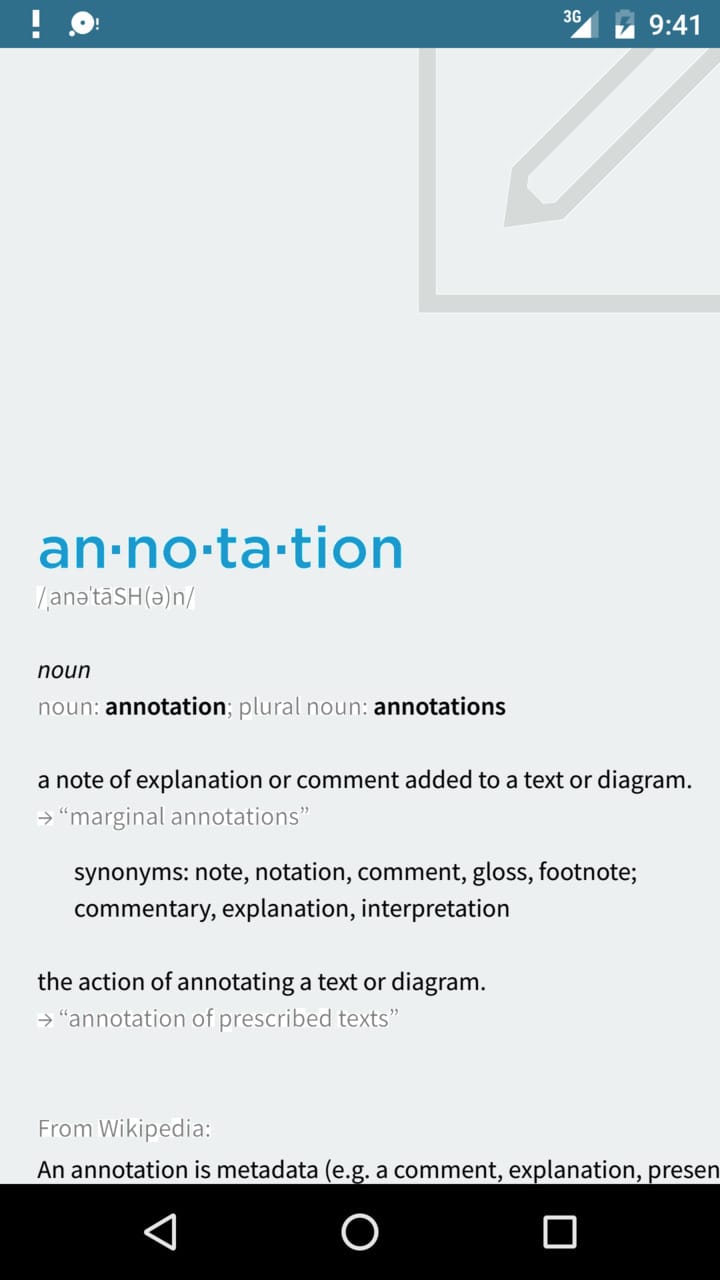 3G 9:41
an·no·ta·tion
/ˌanəˈtāSH(ə)n/
noun
noun: annotation; plural noun: annotations
a note of explanation or comment added to a text or diagram.
→ “marginal annotations”
synonyms: note, notation, comment, gloss, footnote;
commentary, explanation, interpretation
the action of annotating a text or diagram.
→ “annotation of prescribed texts”
From Wikipedia:
An annotation is metadata (e.g. a comment, explanation, presen